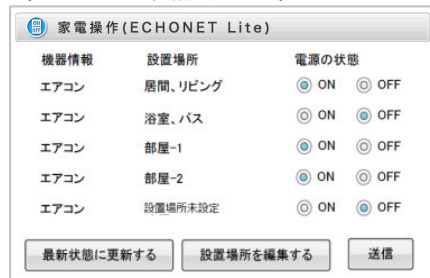 ON OFF 家電操作(ECHONET Lite)
機器情報 設置場所 電源の状態
エアコン 居間、リビング ON OFF
エアコン 浴室、バス ON OFF
エアコン 部屋-1 ON OFF
エアコン 部屋-2 ON OFF
エアコン 設置場所未設定 ON OFF
最新状態に更新する 設置場所を編集する 送信